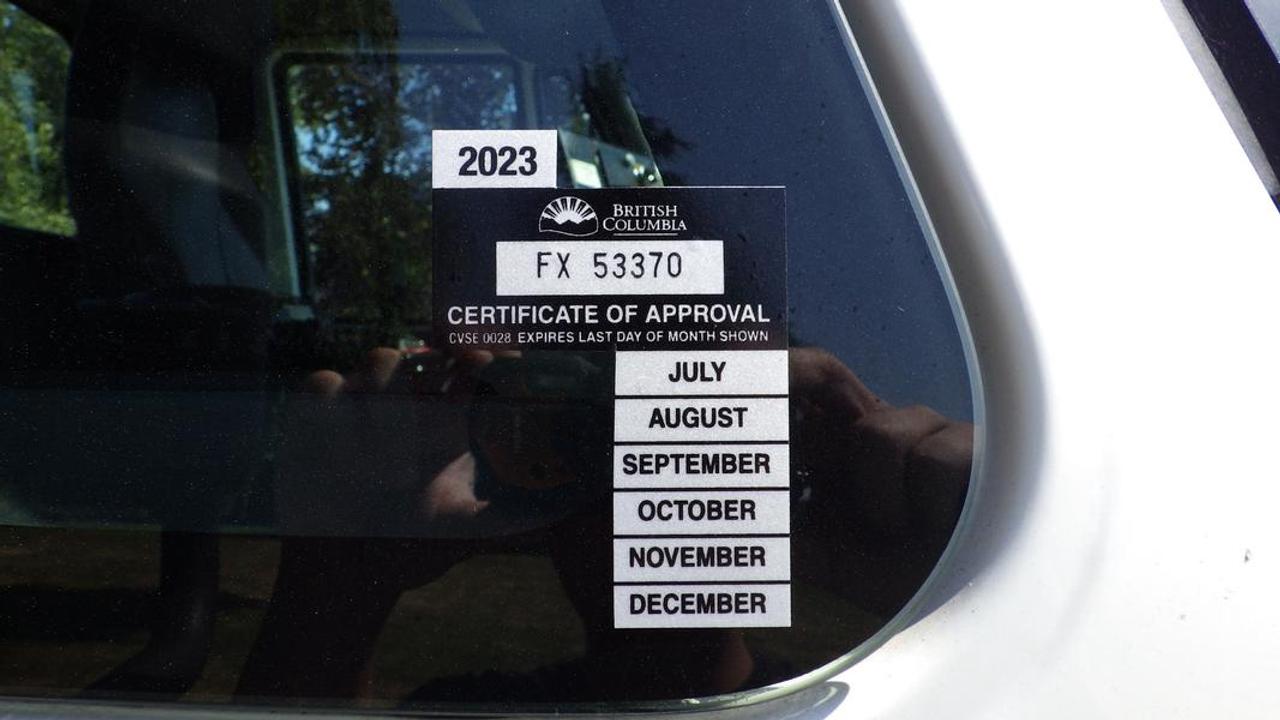 2023
BRITISH
COLUMBIA
FX 53370
CERTIFICATE OF APPROVAL
CVSE 0028 EXPIRES LAST DAY OF MONTH SHOWN
JULY
AUGUST
SEPTEMBER
OCTOBER
NOVEMBER
DECEMBER